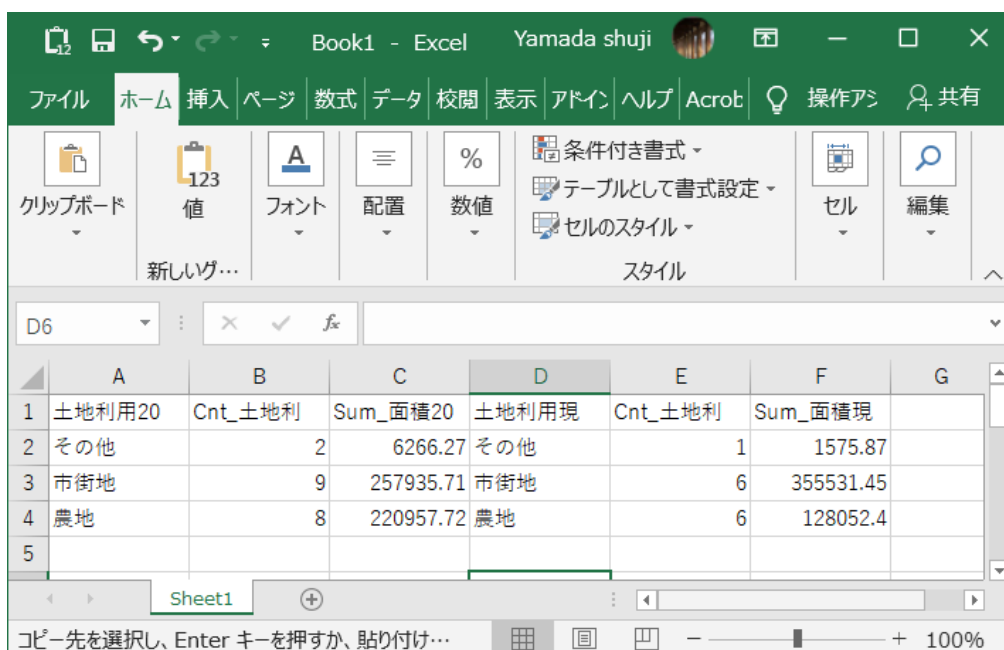 12 Book1 - Excel Yamada shuji
ファイル ホーム 挿入 ページ 数式 データ 校閲 表示 アドイン ヘルプ Acrob 操作アシ 共有
123 A % 条件付き書式
テーブルとして書式設定
クリップボード 値 フォント 配置 数値 セルのスタイル セル 編集
新しいグ… スタイル
D6 fx
A B C D E F G
1 土地利用20 Cnt_土地利 Sum_面積20 土地利用現 Cnt_土地利 Sum_面積現
2 その他 2 6266.27 その他 1 1575.87
3 市街地 9 257935.71 市街地 6 355531.45
4 農地 8 220957.72 農地 6 128052.4
5
Sheet1
コピー先を選択し、Enter キーを押すか、貼り付け… 100%